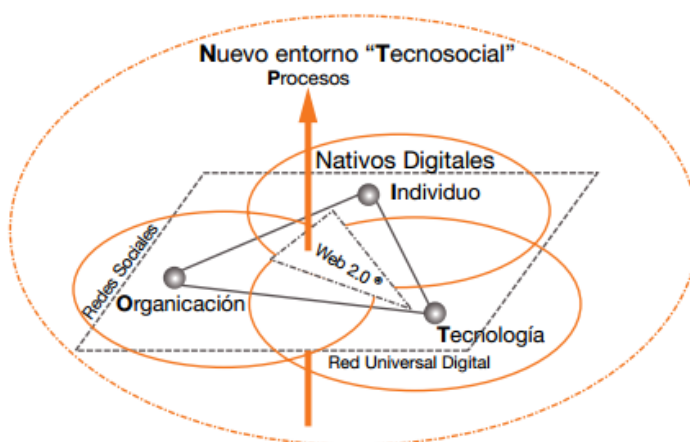 Nuevo entorno “Tecnosocial”
Procesos
Nativos Digitales
Individuo
Redes Sociales
Web 2.0 ®
Organicación
Tecnología
Red Universal Digital